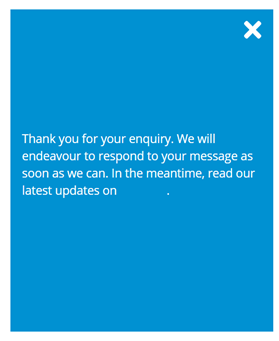 Thank you for your enquiry. We will
endeavour to respond to your message as
soon as we can. In the meantime, read our
latest updates on .